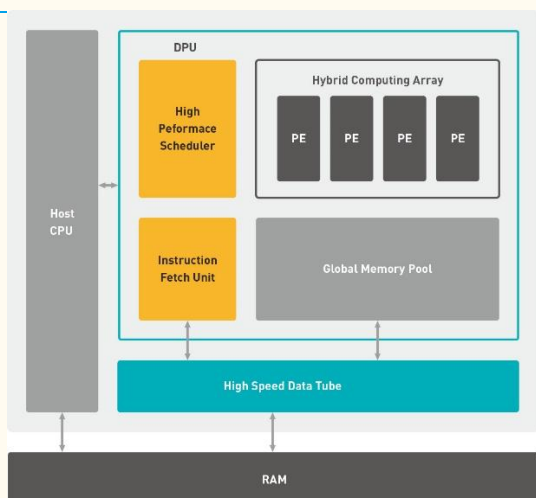 DPU
High
Peformace
Scheduler
Hybrid Computing Array
PE
PE
PE
PE
Host
CPU
Instruction
Fetch Unit
Global Memory Pool
High Speed Data Tube
RAM